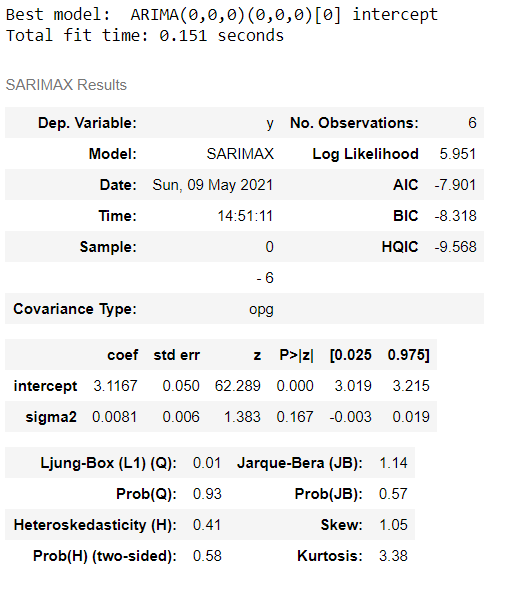 Best model:  ARIMA(0,0,0)(0,0,0)[0] intercept
Total fit time: 0.151 seconds
SARIMAX Results
Dep. Variable: y No. Observations: 6
Model: SARIMAX Log Likelihood 5.951
Date: Sun, 09 May 2021 AIC -7.901
Time: 14:51:11 BIC -8.318
Sample: 0 HQIC -9.568
- 6
Covariance Type: opg
coef std err z P>|z| [0.025 0.975]
intercept 3.1167 0.050 62.289 0.000 3.019 3.215
sigma2 0.0081 0.006 1.383 0.167 -0.003 0.019
Ljung-Box (L1) (Q): 0.01 Jarque-Bera (JB): 1.14
Prob(Q): 0.93 Prob(JB): 0.57
Heteroskedasticity (H): 0.41 Skew: 1.05
Prob(H) (two-sided): 0.58 Kurtosis: 3.38